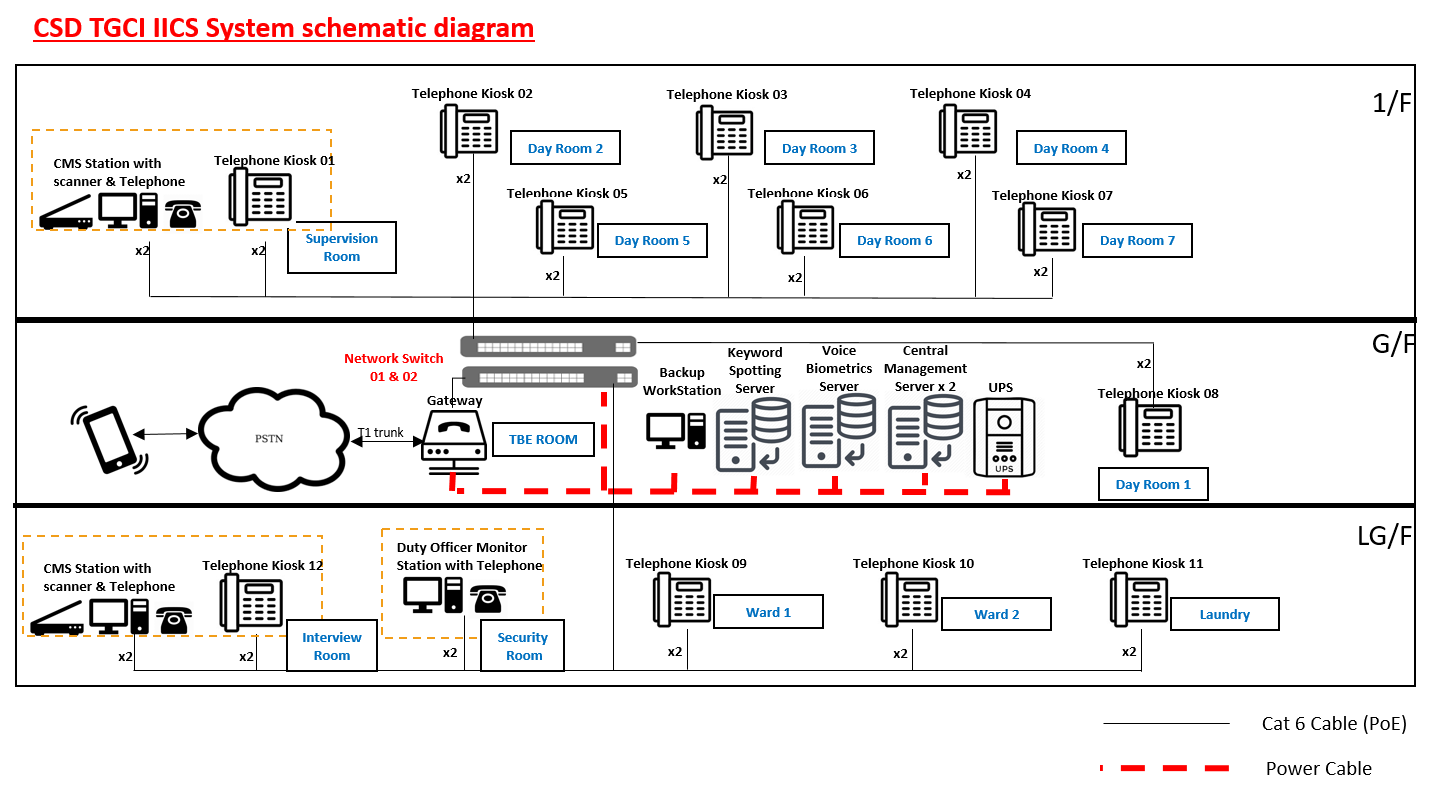 CSD TGCI IICS System schematic diagram
1/F
Telephone Kiosk 02
Telephone Kiosk 03
Telephone Kiosk 04
Day Room 2
Day Room 3
Day Room 4
CMS Station with
scanner & Telephone
Telephone Kiosk 01
x2
x2
x2
Telephone Kiosk 05
Telephone Kiosk 06
Telephone Kiosk 07
Supervision
Room
Day Room 5
Day Room 6
Day Room 7
x2
x2
x2
x2
x2
G/F
Network Switch
01 & 02
Keyword
Spotting
Server
Voice
Biometrics
Server
Central
Management
Server x 2
Backup
WorkStation
UPS
x2
Telephone Kiosk 08
Gateway
PSTN
T1 trunk
TBE ROOM
UPS
Day Room 1
LG/F
CMS Station with
scanner & Telephone
Telephone Kiosk 12
Duty Officer Monitor
Station with Telephone
Telephone Kiosk 09
Telephone Kiosk 10
Telephone Kiosk 11
Ward 1
Ward 2
Laundry
Interview
Room
Security
Room
x2
x2
x2
x2
x2
x2
Cat 6 Cable (PoE)
Power Cable